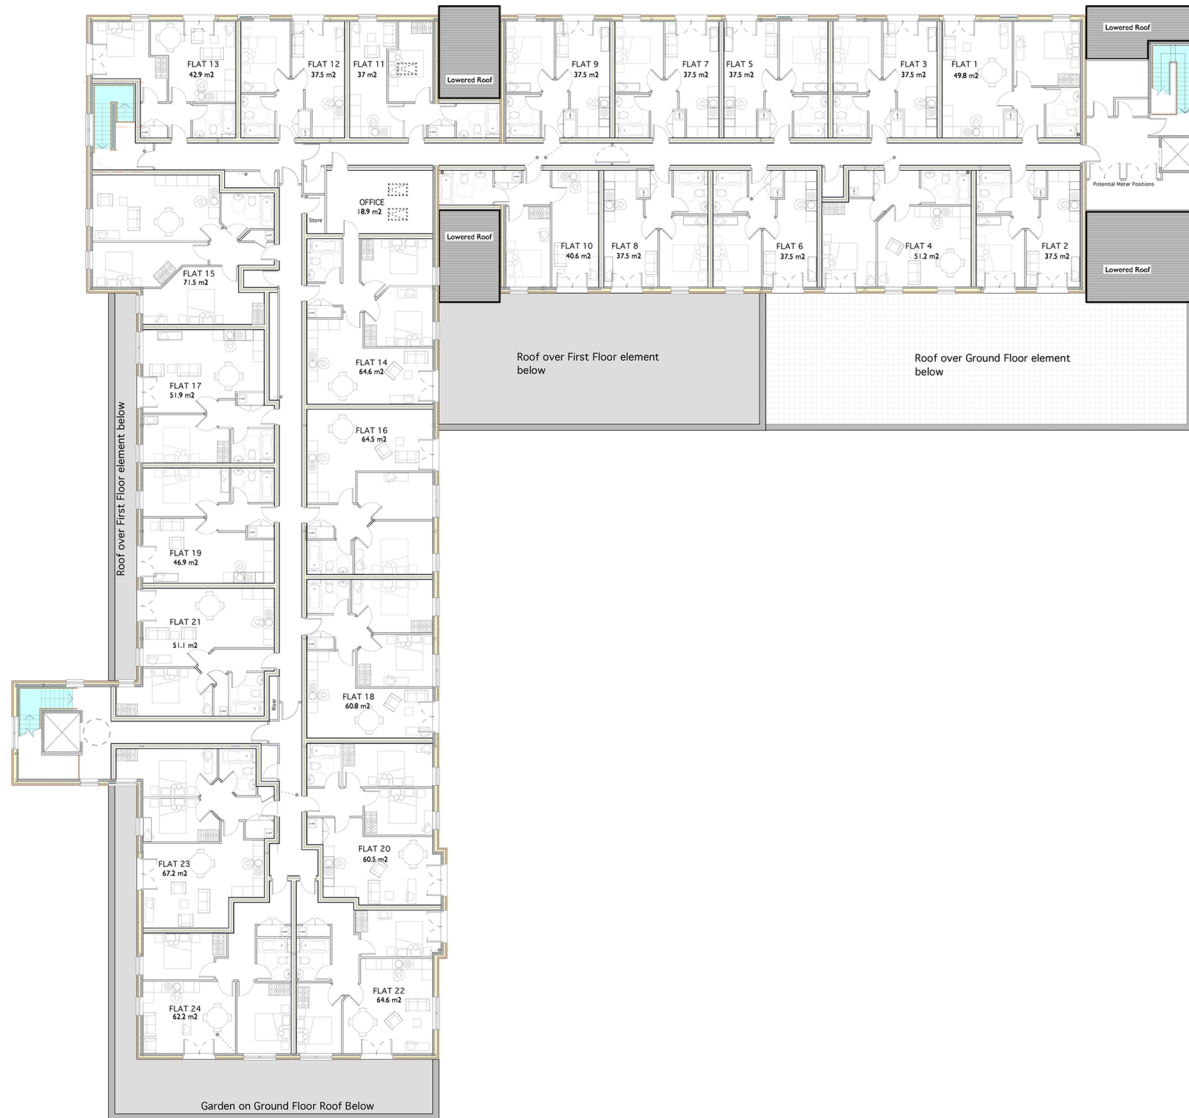 Lowered Roof
FLAT 13
42.9 m2
FLAT 12
37.5 m2
FLAT 11
37 m2
Lowered Roof
FLAT 9
37.5 m2
FLAT 7
37.5 m2
FLAT 5
37.5 m2
FLAT 3
37.5 m2
FLAT 1
49.8 m2
Potential Meter Positions
OFFICE
18.9 m2
Store
Lowered Roof
FLAT 10
40.6 m2
FLAT 8
37.5 m2
FLAT 6
37.5 m2
FLAT 4
51.2 m2
FLAT 2
37.5 m2
Lowered Roof
FLAT 15
71.5 m2
FLAT 14
64.6 m2
Roof over First Floor element
below
Roof over Ground Floor element
below
FLAT 17
51.9 m2
FLAT 16
64.5 m2
Roof over First Floor element below
FLAT 19
46.9 m2
FLAT 21
51.1 m2
FLAT 18
60.8 m2
Riser
FLAT 23
67.2 m2
FLAT 20
60.5 m2
FLAT 24
62.2 m2
FLAT 22
64.6 m2
Garden on Ground Floor Roof Below